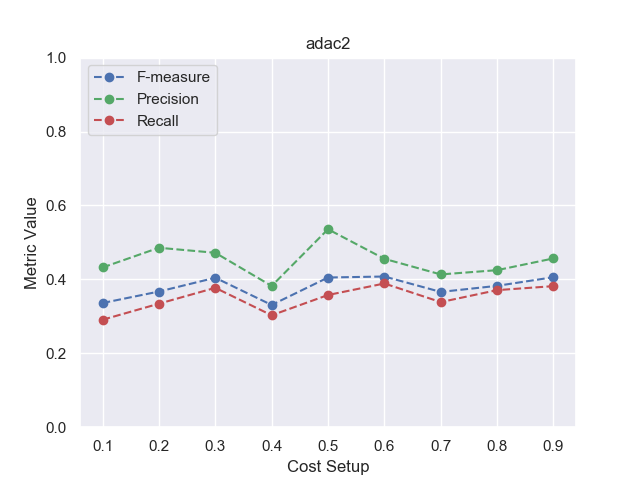 adac2
1.0
0.8
0.6
0.4
0.2
0.0
Metric Value
F-measure
Precision
Recall
0.1 0.2 0.3 0.4 0.5 0.6 0.7 0.8 0.9
Cost Setup